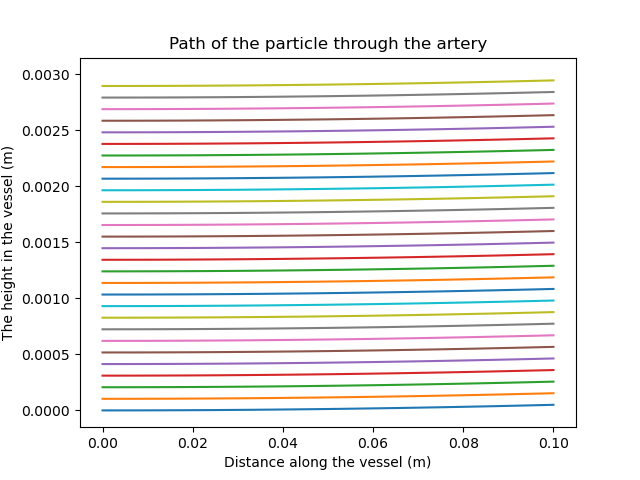 Path of the particle through the artery
0.0030
0.0025
0.0020
0.0015
0.0010
0.0005
0.0000
The height in the vessel (m)
0.00 0.02 0.04 0.06 0.08 0.10
Distance along the vessel (m)